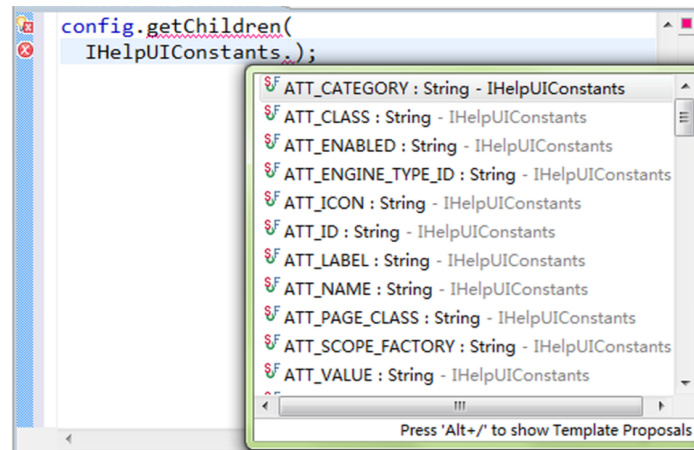 config.getChildren(
IHelpUIConstants.);
ATT_CATEGORY : String - IHelpUIConstants
ATT_CLASS : String - IHelpUIConstants
ATT_ENABLED : String - IHelpUIConstants
ATT_ENGINE_TYPE_ID : String - IHelpUIConstants
ATT_ICON : String - IHelpUIConstants
ATT_ID : String - IHelpUIConstants
ATT_LABEL : String - IHelpUIConstants
ATT_NAME : String - IHelpUIConstants
ATT_PAGE_CLASS : String - IHelpUIConstants
ATT_SCOPE_FACTORY : String - IHelpUIConstants
ATT_VALUE : String - IHelpUIConstants
Press 'Alt+/' to show Template Proposals